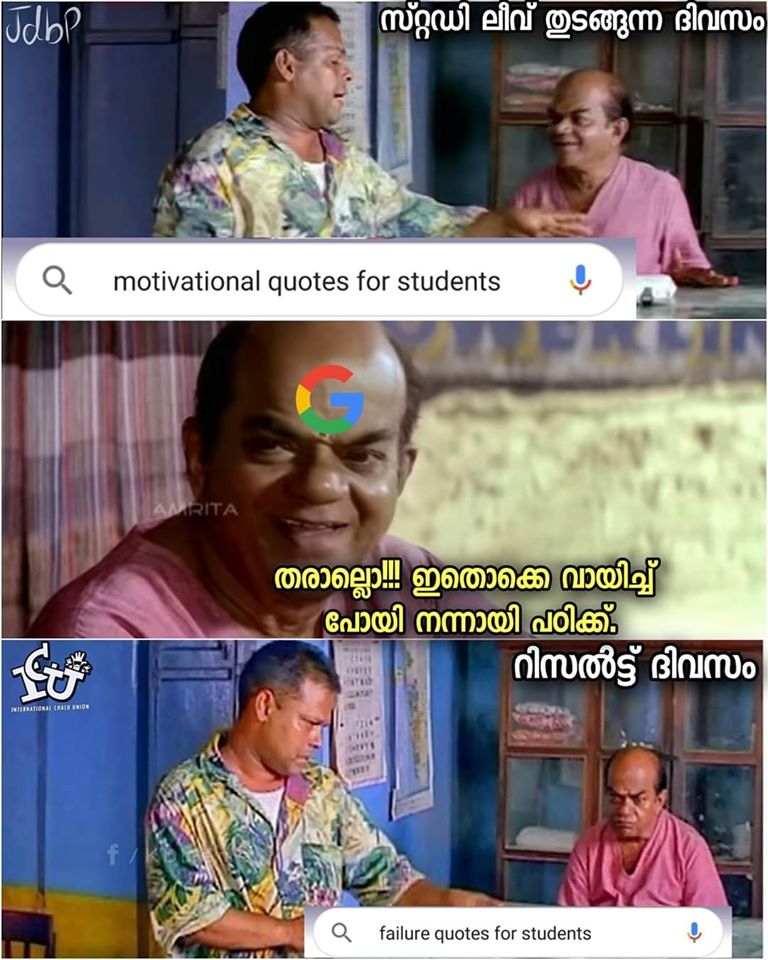 JdbP
സ്റ്റഡി ലീവ് തുടങ്ങുന്ന ദിവസം
motivational quotes for students
G
AMRITA
തരാല്ലൊ!!! ഇതൊക്കെ വായിച്ച്
പോയി നന്നായി പഠിക്ക്.
ICU
INTERNATIONAL CHALU UNION
റിസൽട്ട് ദിവസം
f /
failure quotes for students